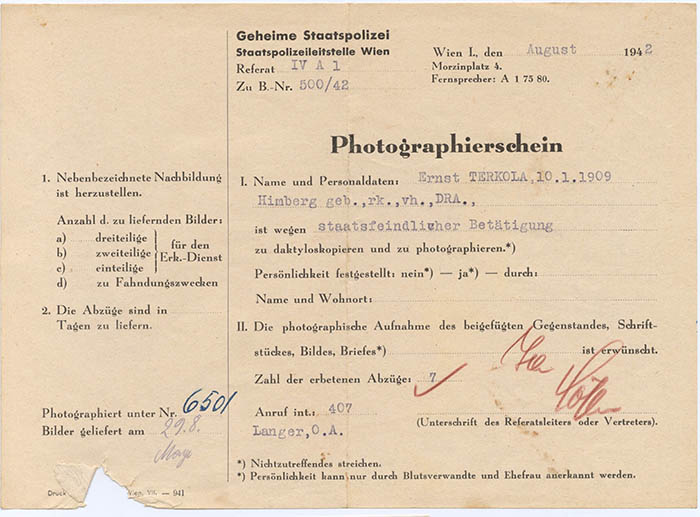 Geheime Staatspolizei
Staatspolizeileitstelle Wien
Referat IV A 1
Zu B.-Nr. 500/42
Wien I., den August 1942
Morzinplatz 4.
Fernsprecher: A 1 75 80.
Photographierschein
1. Nebenbezeichnete Nachbildung
ist herzustellen.
Anzahl d. zu liefernden Bilder:
a) dreiteilige
b) zweiteilige
c) einteilige
für den
Erk.-Dienst
d) zu Fahndungszwecken
2. Die Abzüge sind in
Tagen zu liefern.
Photographiert unter Nr. 6501
Bilder geliefert am 29.8.
I. Name und Personaldaten: Ernst TERKOLA, 10.1.1909
Himberg geb.,rk.,vh.,DRA.,
ist wegen staatsfeindlicher Betätigung
zu daktyloskopieren und zu photographieren.*)
Persönlichkeit festgestellt: nein*) — ja*) — durch:
Name und Wohnort:
II. Die photographische Aufnahme des beigefügten Gegenstandes, Schrift-
stückes, Bildes, Briefes*) ist erwünscht.
Zahl der erbetenen Abzüge: 7
Anruf int.: 407
Langer,O.A.
(Unterschrift des Referatsleiters oder Vertreters).
*) Nichtzutreffendes streichen.
*) Persönlichkeit kann nur durch Blutsverwandte und Ehefrau anerkannt werden.
Druck Wien, VII. — 941